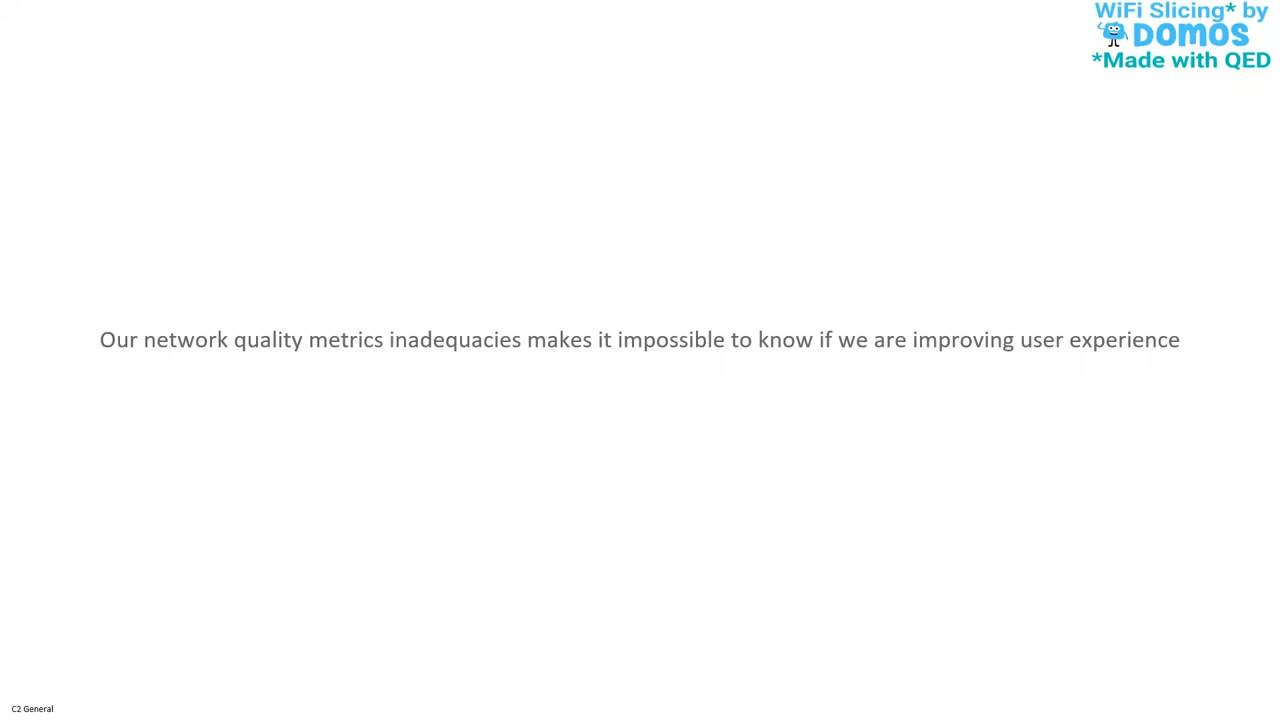 WiFi Slicing* by
DOMOS
*Made with QED
Our network quality metrics inadequacies makes it impossible to know if we are improving user experience
C2 General